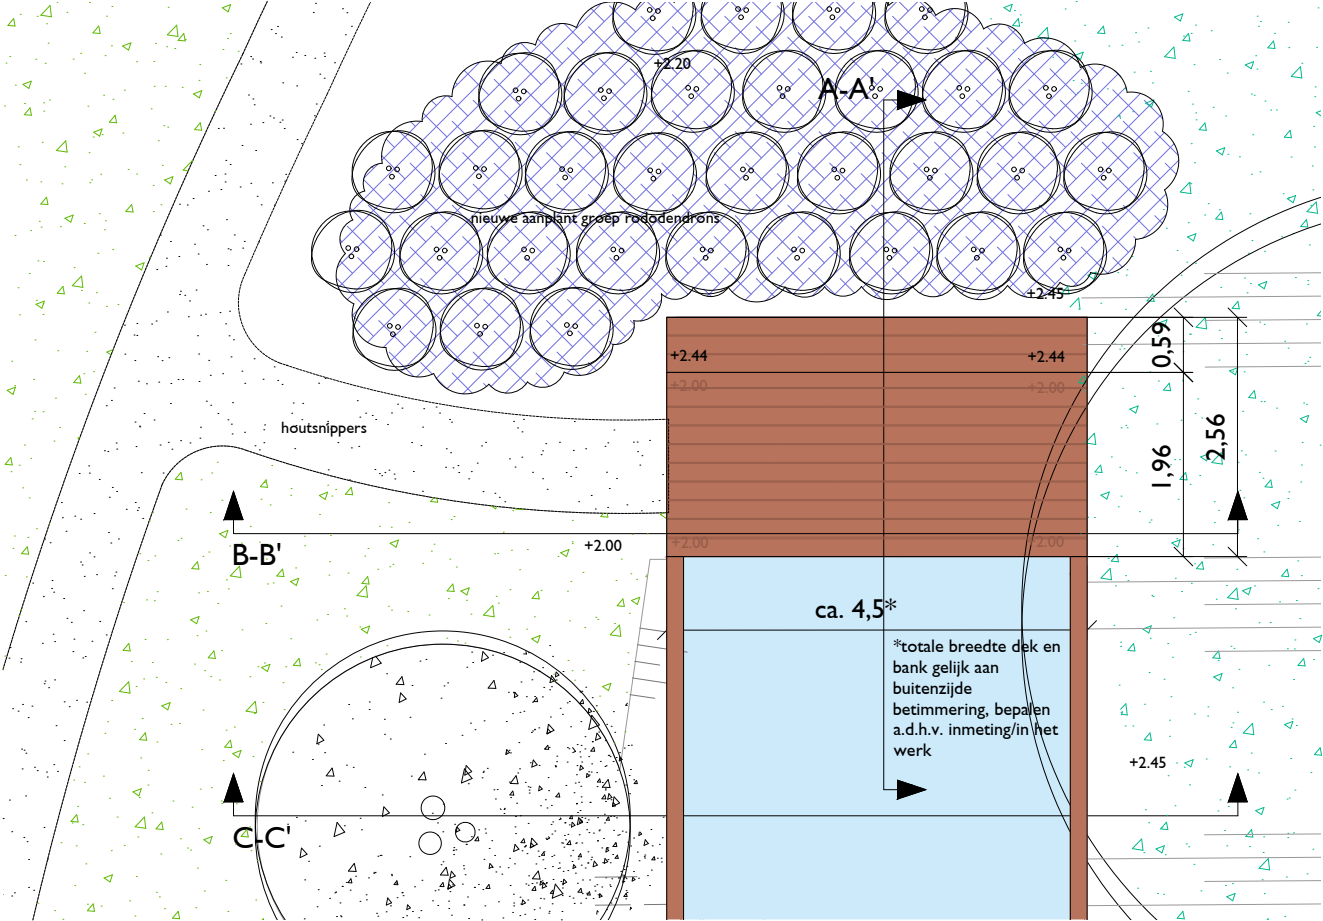 +2.20
A-A'
nieuwe aanplant groep rododendrons
+2.45
+2.44
+2.44
0,59
+2.00
+2.00
houtsnippers
2,56
1,96
B-B'
+2.00
+2.00
+2.00
ca. 4,5*
*totale breedte dek en
bank gelijk aan
buitenzijde
betimmering, bepalen
a.d.h.v. inmeting/in het
werk
+2.45
C-C'